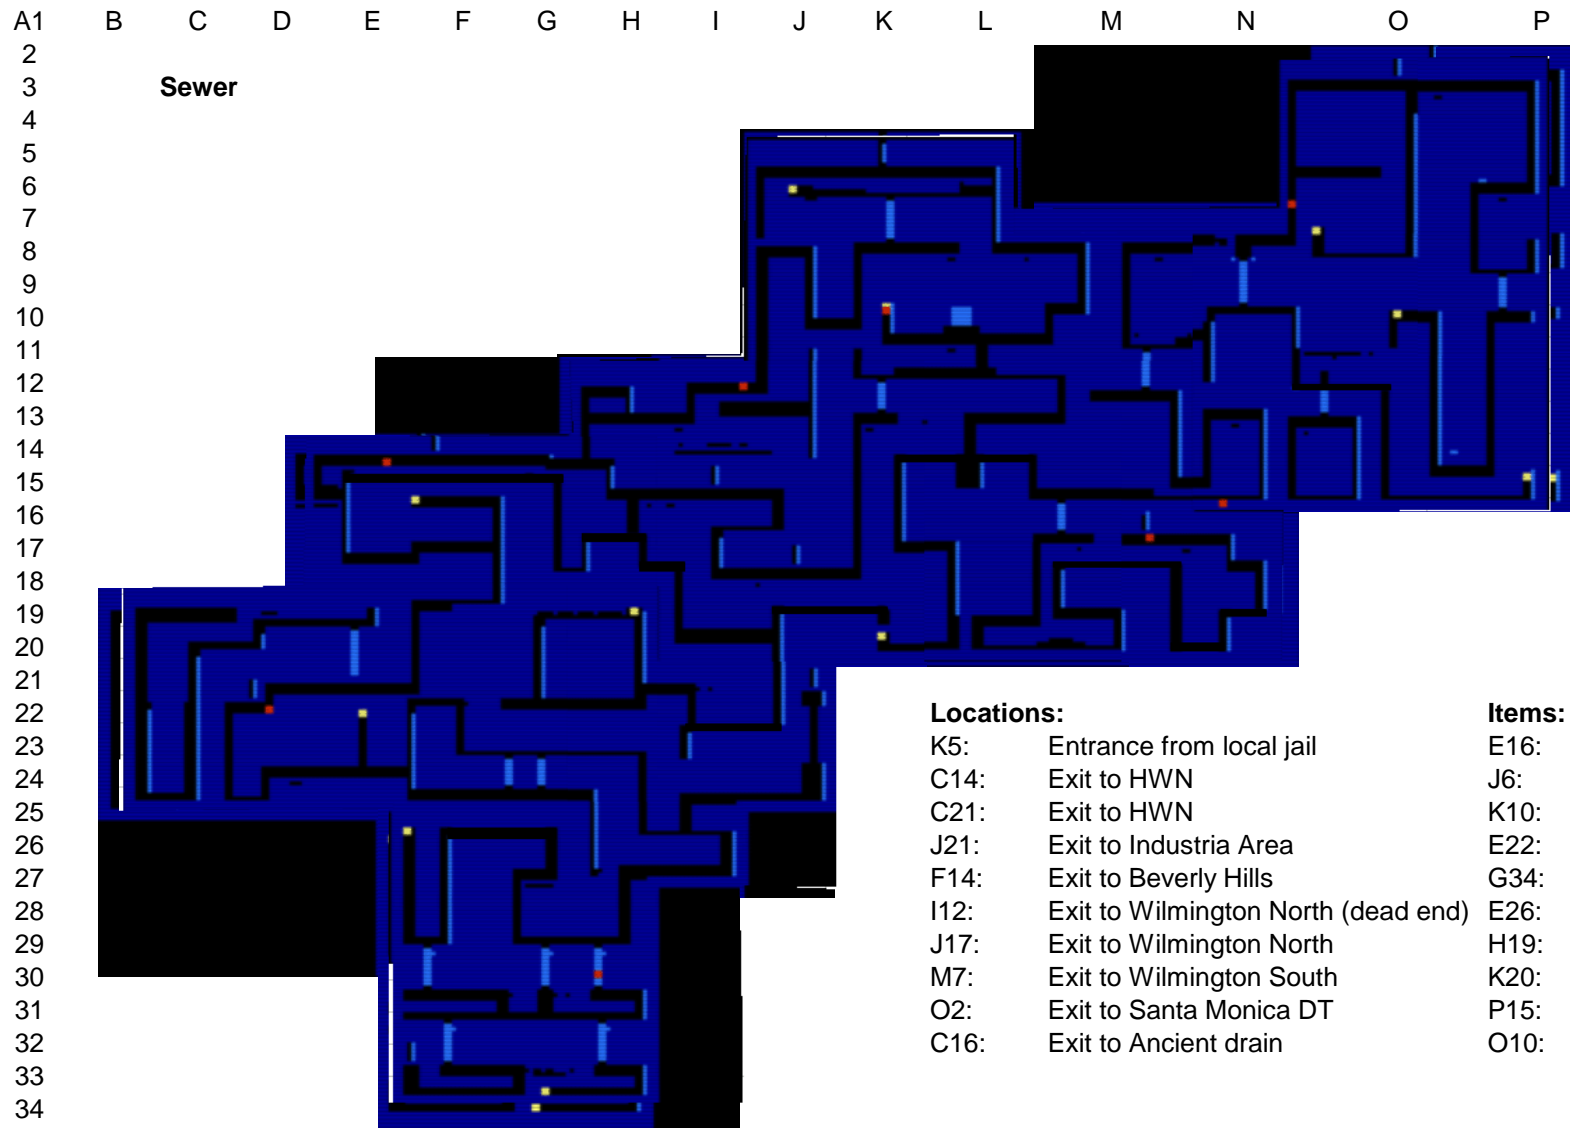 A1 B C D E F G H I J K L M N O P
2
3 Sewer
4
5
6
7
8
9
10
11
12
13
14
15
16
17
18
19
20
21
22 Locations: Items:
23 K5: Entrance from local jail E16:
24 C14: Exit to HWN J6:
25 C21: Exit to HWN K10:
26 J21: Exit to Industria Area E22:
27 F14: Exit to Beverly Hills G34:
28 I12: Exit to Wilmington North (dead end) E26:
29 J17: Exit to Wilmington North H19:
30 M7: Exit to Wilmington South K20:
31 O2: Exit to Santa Monica DT P15:
32 C16: Exit to Ancient drain O10:
33
34